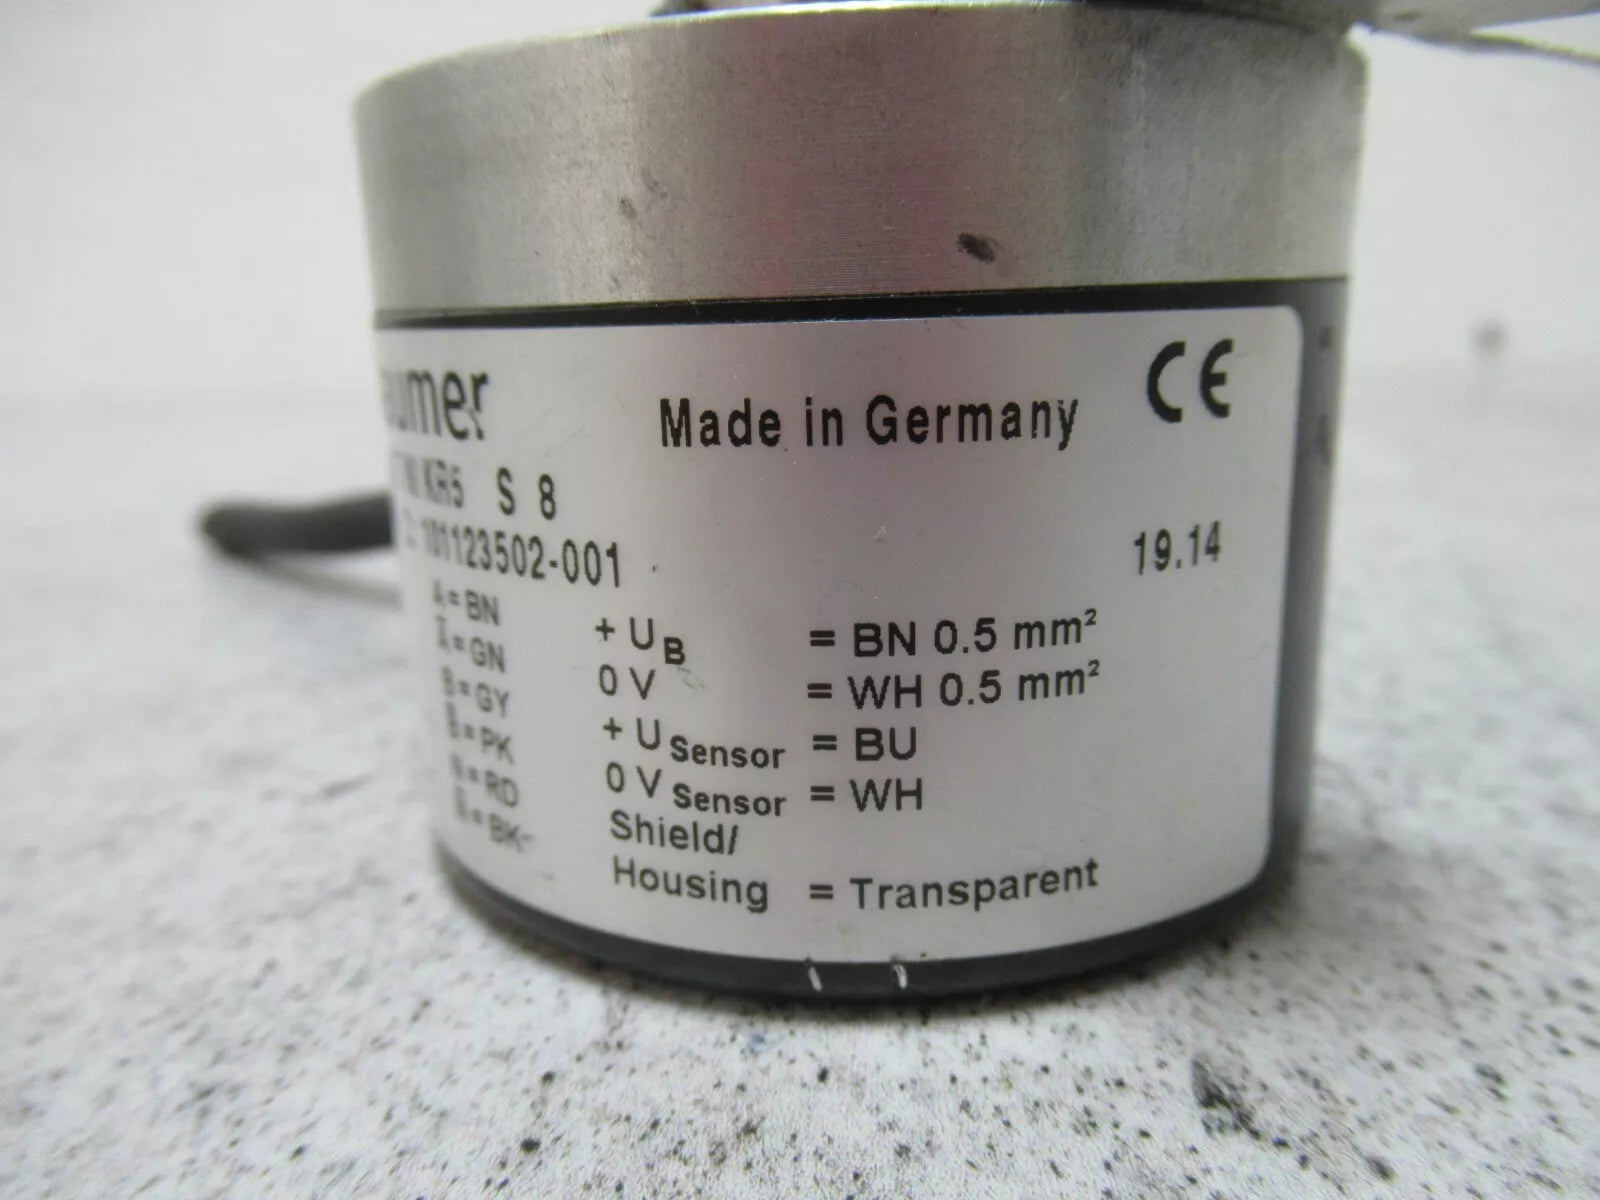 aumer
Made in Germany
CE
KR5 S 8
101123502-001
19.14
A = BN
+ U B = BN 0.5 mm²
A̅ = GN
0 V = WH 0.5 mm²
B = GY
+ U Sensor = BU
B̅ = PK
0 V Sensor = WH
= RD
Shield/
= BK
Housing = Transparent